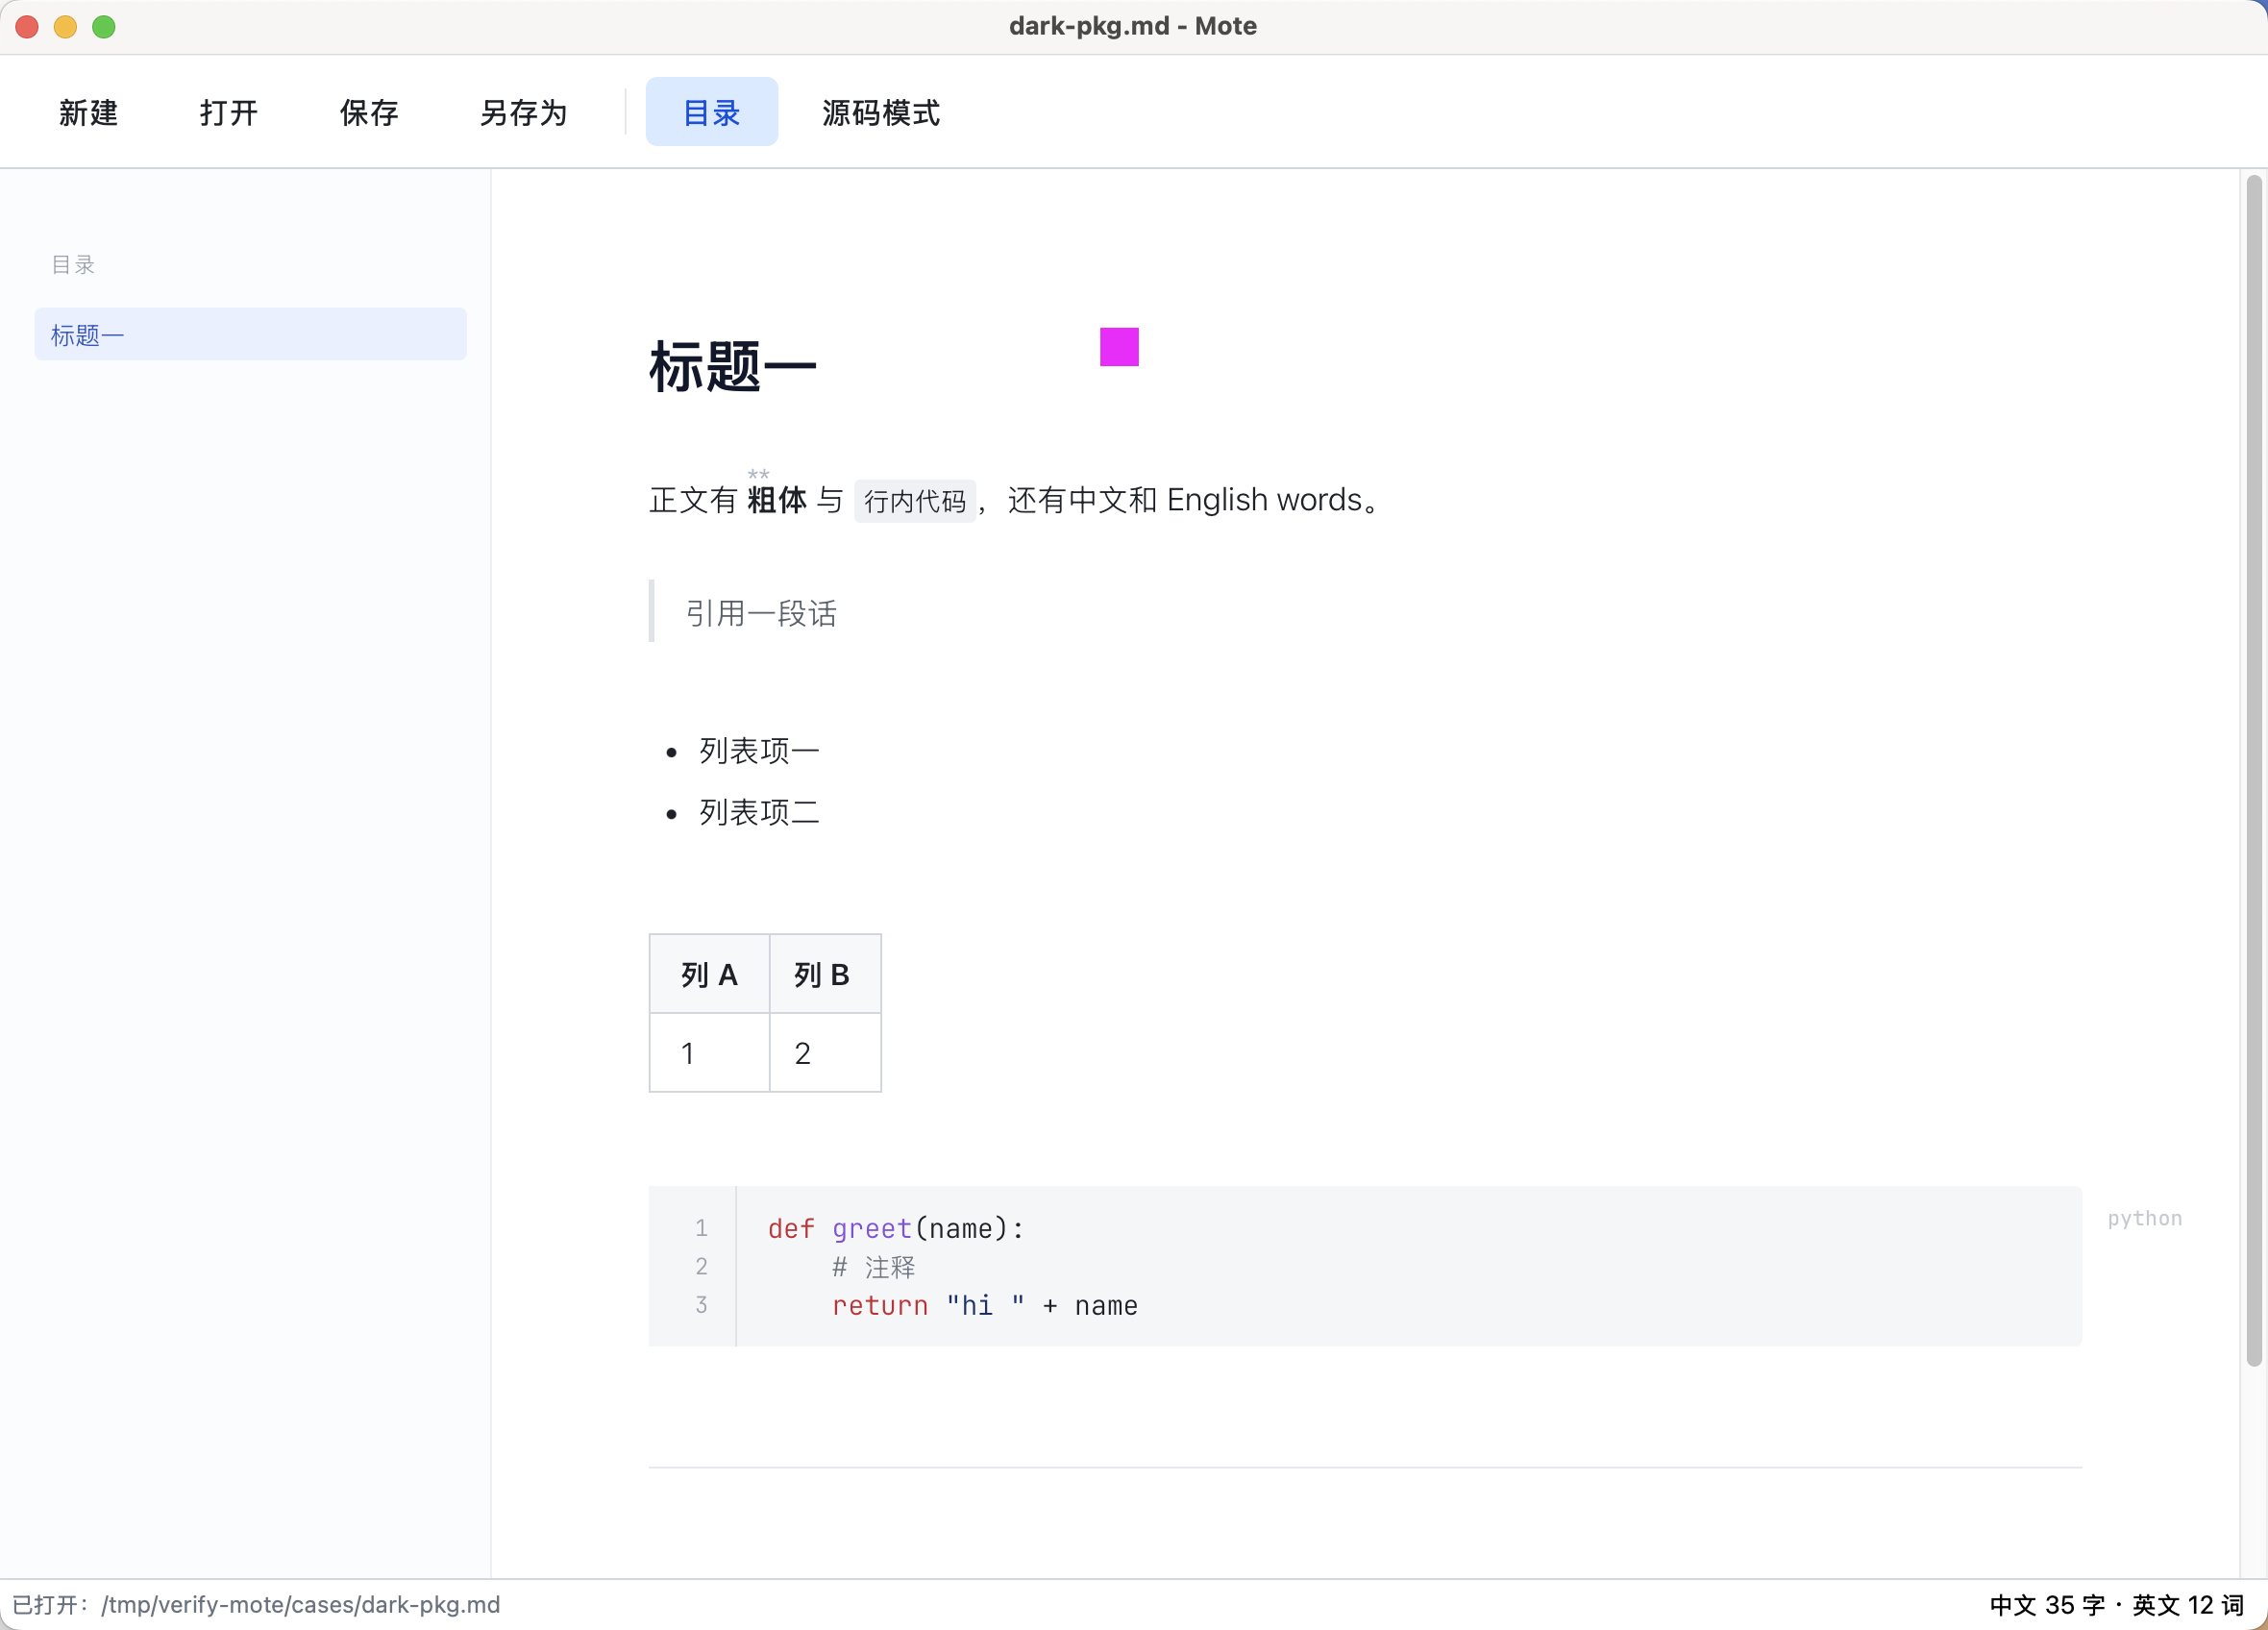 dark-pkg.md - Mote
新建 打开 保存 另存为 目录 源码模式
目录
标题一
标题一
**
正文有 粗体 与 行内代码，还有中文和 English words。
引用一段话
• 列表项一
• 列表项二
列 A 列 B
1 2
python
1 def greet(name):
2     # 注释
3     return "hi " + name
已打开：/tmp/verify-mote/cases/dark-pkg.md
中文 35 字 · 英文 12 词